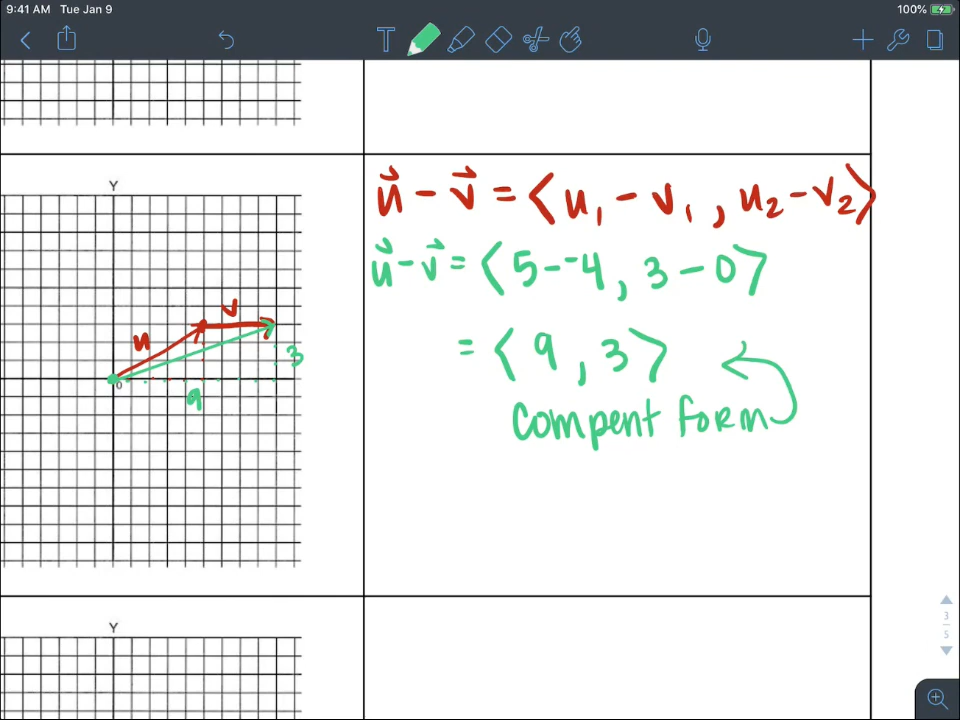 9:41 AM Tue Jan 9
100%
T
Y
u⃗ - v⃗ = ⟨u₁ - v₁, u₂ - v₂⟩
u⃗ - v⃗ = ⟨5 - -4, 3 - 0⟩
v
u
3
= ⟨9, 3⟩
0
9
compent form
3
5
Y